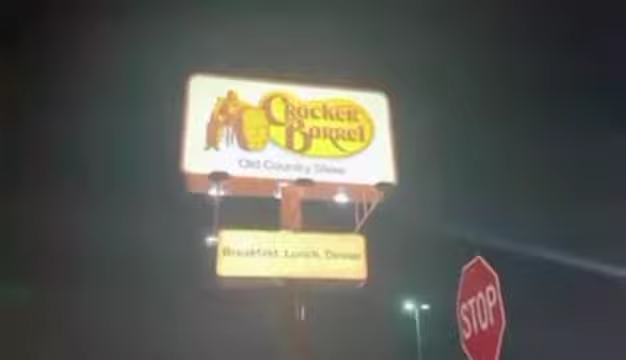 Cracker
Barrel
Old Country Store
Breakfast Lunch Dinner
STOP